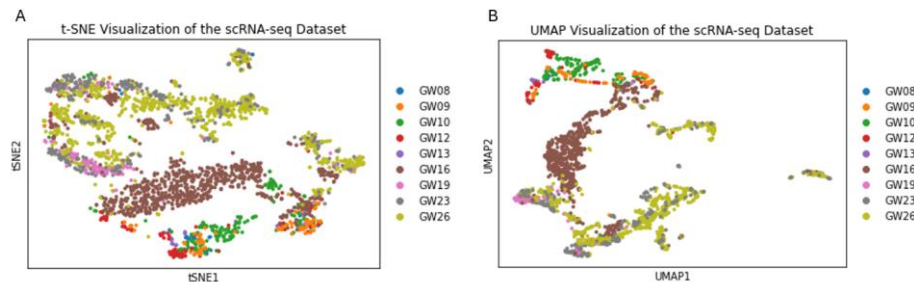 A
t-SNE Visualization of the scRNA-seq Dataset
tSNE2
tSNE1
GW08
GW09
GW10
GW12
GW13
GW16
GW19
GW23
GW26
B
UMAP Visualization of the scRNA-seq Dataset
UMAP2
UMAP1
GW08
GW09
GW10
GW12
GW13
GW16
GW19
GW23
GW26